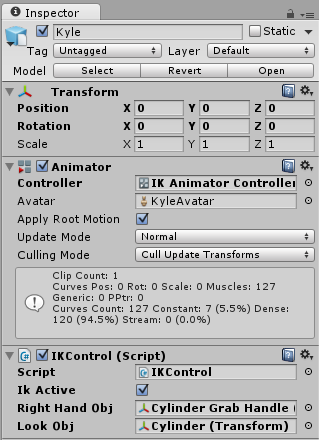 Inspector
Kyle
Static
Tag Untagged Layer Default
Model Select Revert Open
Transform
Position X 0 Y 0 Z 0
Rotation X 0 Y 0 Z 0
Scale X 1 Y 1 Z 1
Animator
Controller IK Animator Controller
Avatar KyleAvatar
Apply Root Motion
Update Mode Normal
Culling Mode Cull Update Transforms
Clip Count: 1
Curves Pos: 0 Rot: 0 Scale: 0 Muscles: 127
Generic: 0 PPtr: 0
Curves Count: 127 Constant: 7 (5.5%) Dense:
120 (94.5%) Stream: 0 (0.0%)
IKControl (Script)
Script IKControl
Ik Active
Right Hand Obj Cylinder Grab Handle (
Look Obj Cylinder (Transform)